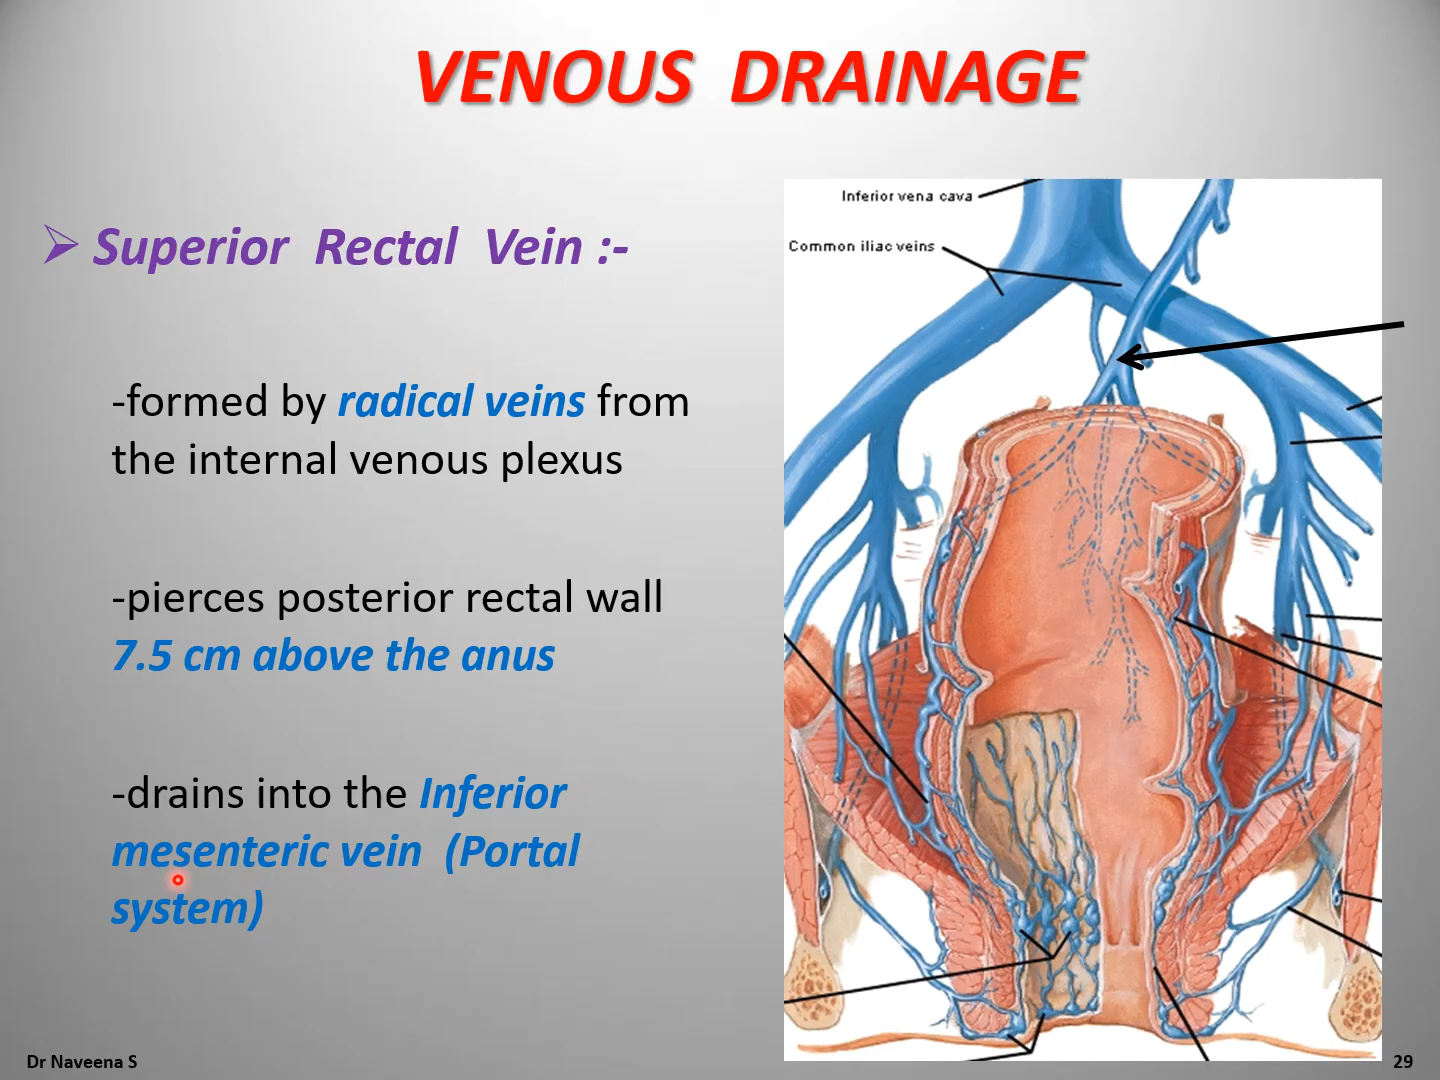 VENOUS DRAINAGE
Superior Rectal Vein :-
-formed by radical veins from
the internal venous plexus
-pierces posterior rectal wall
7.5 cm above the anus
-drains into the Inferior
mesenteric vein (Portal
system)
Inferior vena cava
Common iliac veins
Dr Naveena S
29